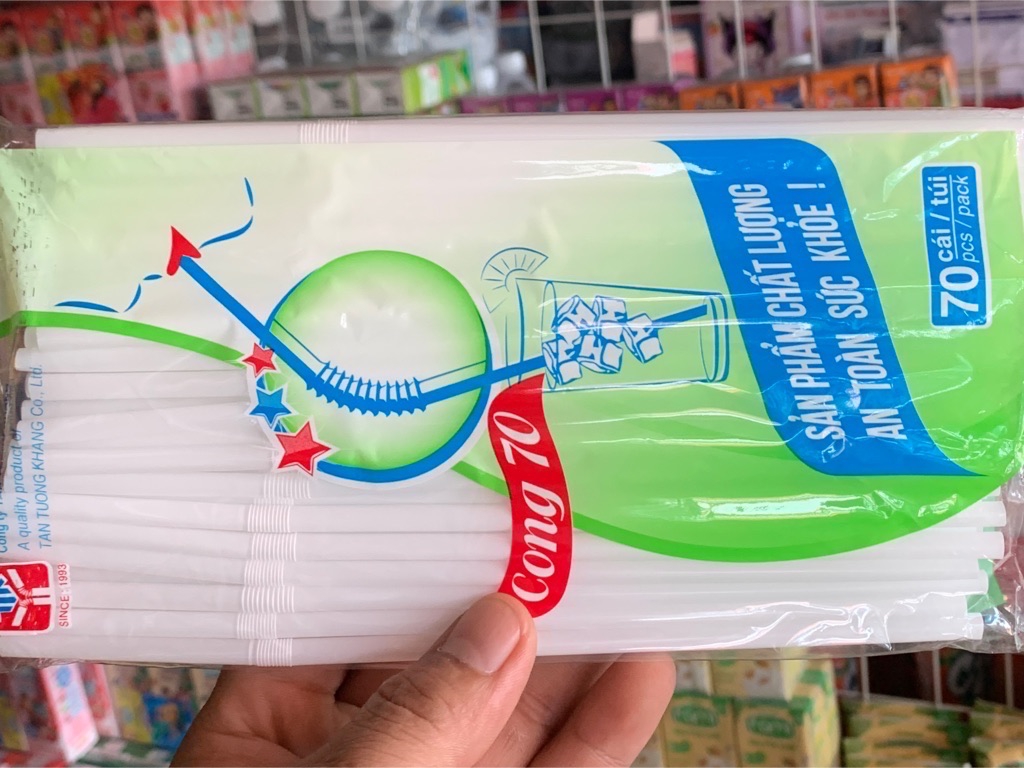 SẢN PHẨM CHẤT LƯỢNG
AN TOÀN SỨC KHỎE !
70 cái / túi
pcs / pack
Cong 70
A quality product of
TAN TUONG KHANG Co., Ltd.
SINCE : 1993